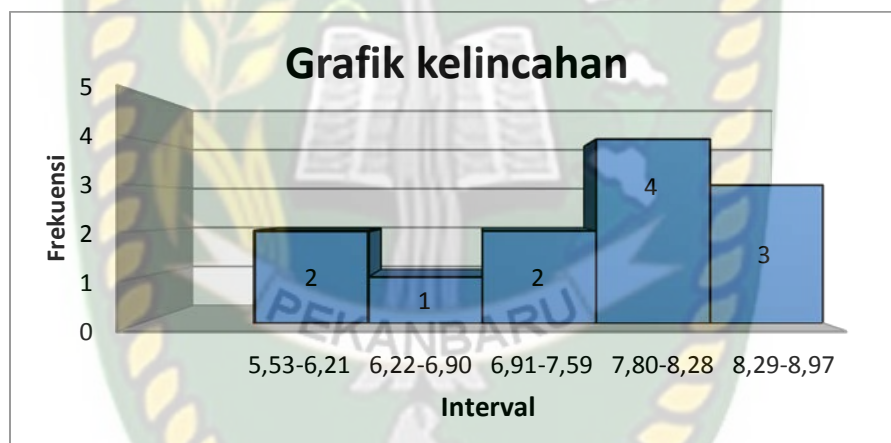 Grafik kelincahan
5
4
3
2
1
0
Frekuensi
2
1
2
4
3
PEKANBARU
5,53-6,21 6,22-6,90 6,91-7,59 7,80-8,28 8,29-8,97
Interval